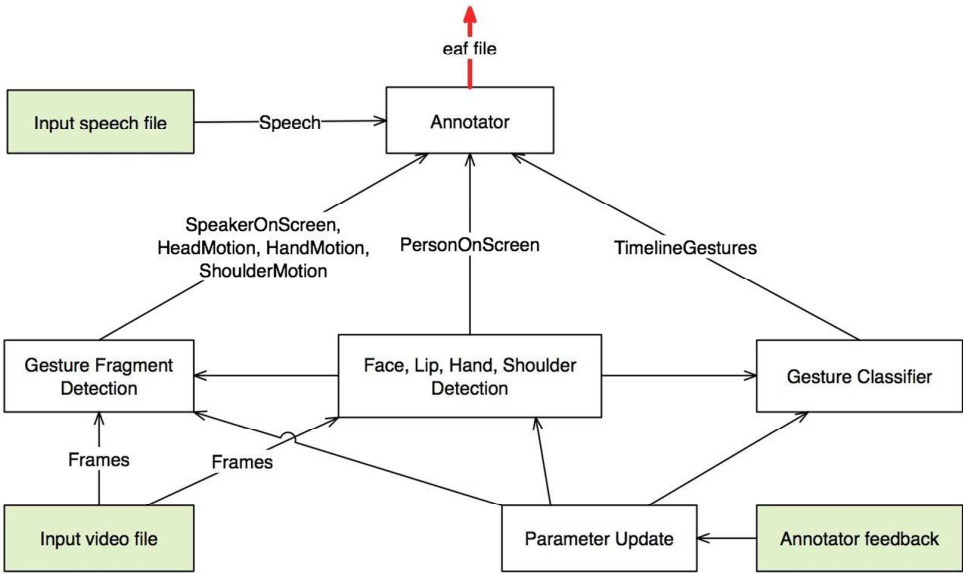 eaf file
Input speech file
Speech
Annotator
SpeakerOnScreen,
HeadMotion, HandMotion,
ShoulderMotion
PersonOnScreen
TimelineGestures
Gesture Fragment
Detection
Face, Lip, Hand, Shoulder
Detection
Gesture Classifier
Frames
Frames
Input video file
Parameter Update
Annotator feedback